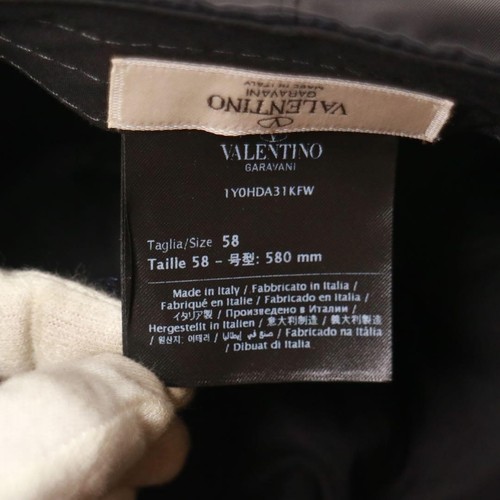 VALENTINO
GARAVANI
MADE IN ITALY
VALENTINO
GARAVANI
1Y0HDA31KFW
Taglia/Size 58
Taille 58 - 号型: 580 mm
Made in Italy / Fabbricato in Italia /
Fabriqué en Italie / Fabricado en Italia /
イタリア製 / Произведено в Италии /
Hergestellt in Italien / 意大利制造 / 義大利製造
/ 원산지: 이태리 / صنع في إيطاليا / Fabricado na Itália
/ Dibuat di Italia